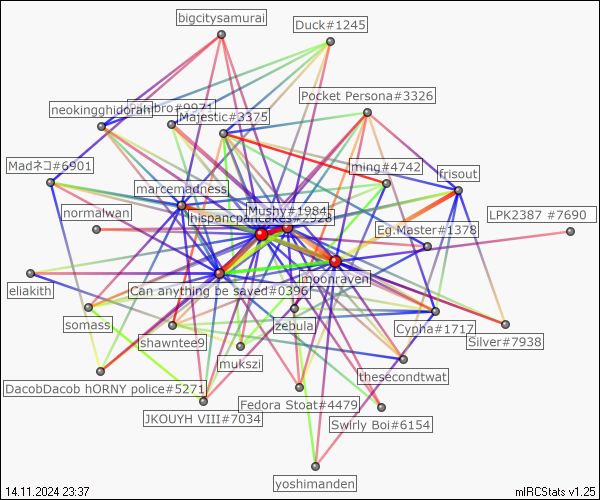 bigcitysamurai
Duck#1245
Pocket Persona#3326
neokingghidorah
mbro#9971
Majestic#3375
Madネコ#6901
ming#4742
frisout
marcemadness
normalwan
Mushy#1984
hispancpancakes#2528
LPK2387 #7690
Eg.Master#1378
moonraven
eliakith
Can anything be saved#0396
somass
zebula
Cypha#1717
shawntee9
Silver#7938
mukszi
thesecondtwat
DacobDacob hORNY police#5271
Fedora Stoat#4479
JKOUYH VIII#7034
Swirly Boi#6154
yoshimanden
14.11.2024 23:37
mIRCStats v1.25